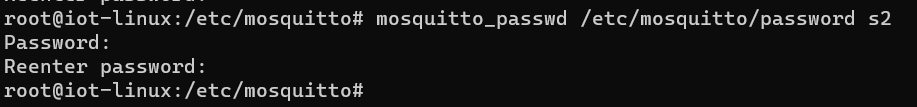 root@iot-linux:/etc/mosquitto# mosquitto_passwd /etc/mosquitto/password s2
Password:
Reenter password:
root@iot-linux:/etc/mosquitto#